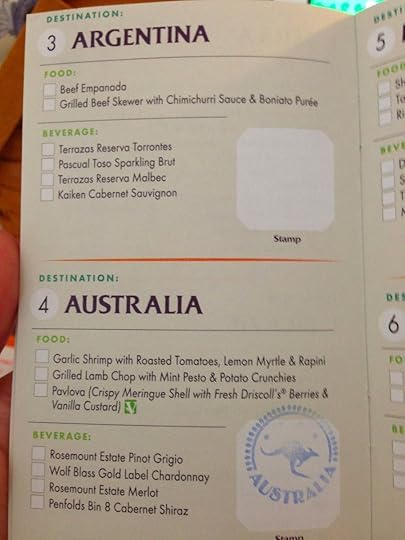 DESTINATION:
3 ARGENTINA
FOOD:
Beef Empanada
Grilled Beef Skewer with Chimichurri Sauce & Boniato Purée
BEVERAGE:
Terrazas Reserva Torrontes
Pascual Toso Sparkling Brut
Terrazas Reserva Malbec
Kaiken Cabernet Sauvignon
Stamp
DESTINATION:
4 AUSTRALIA
FOOD:
Garlic Shrimp with Roasted Tomatoes, Lemon Myrtle & Rapini
Grilled Lamb Chop with Mint Pesto & Potato Crunchies
Pavlova (Crispy Meringue Shell with Fresh Driscoll's® Berries &
Vanilla Custard) V
BEVERAGE:
Rosemount Estate Pinot Grigio
Wolf Blass Gold Label Chardonnay
Rosemount Estate Merlot
Penfolds Bin 8 Cabernet Shiraz
AUSTRALIA
Stamp
5
6